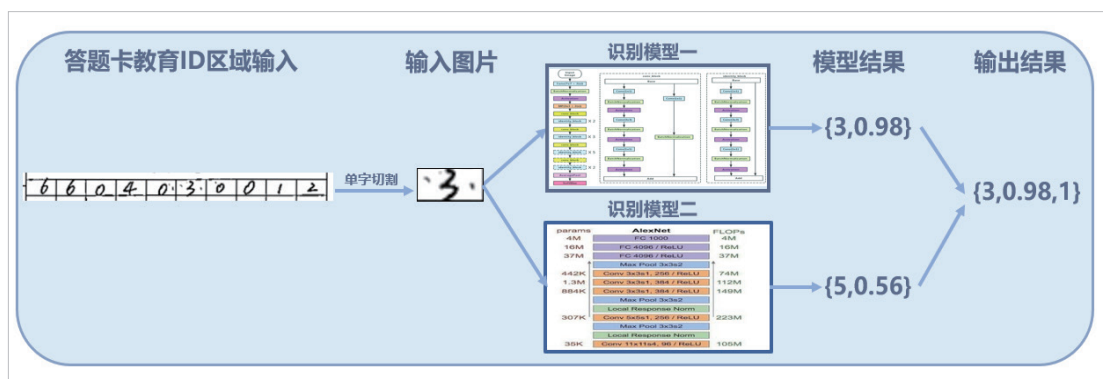 答题卡教育ID区域输入
输入图片
识别模型一
模型结果
输出结果
6 6 0 4 0 3 0 0 1 2
单字切割
3
X 2
X 3
X 5
X 2
{3,0.98}
{3,0.98,1}
识别模型二
params AlexNet FLOPs
4M FC 1000 4M
16M FC 4096 / ReLU 16M
37M FC 4096 / ReLU 37M
Max Pool 3x3s2
442K Conv 3x3s1, 256 / ReLU 74M
1.3M Conv 3x3s1, 384 / ReLU 112M
884K Conv 3x3s1, 384 / ReLU 149M
Max Pool 3x3s2
Local Response Norm
307K Conv 5x5s1, 256 / ReLU 223M
Max Pool 3x3s2
Local Response Norm
35K Conv 11x11s4, 96 / ReLU 105M
{5,0.56}